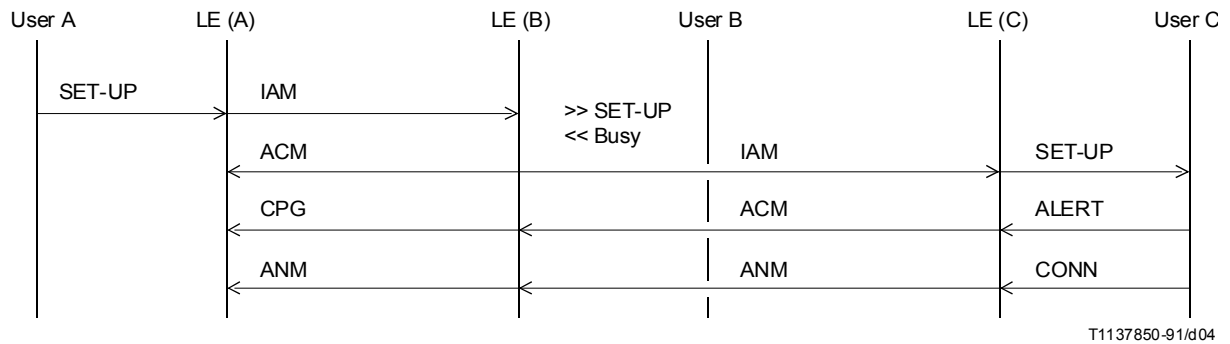 User A LE (A) LE (B) User B LE (C) User C
SET-UP IAM
>> SET-UP
<< Busy
ACM IAM SET-UP
CPG ACM ALERT
ANM ANM CONN
T1137850-91/d04